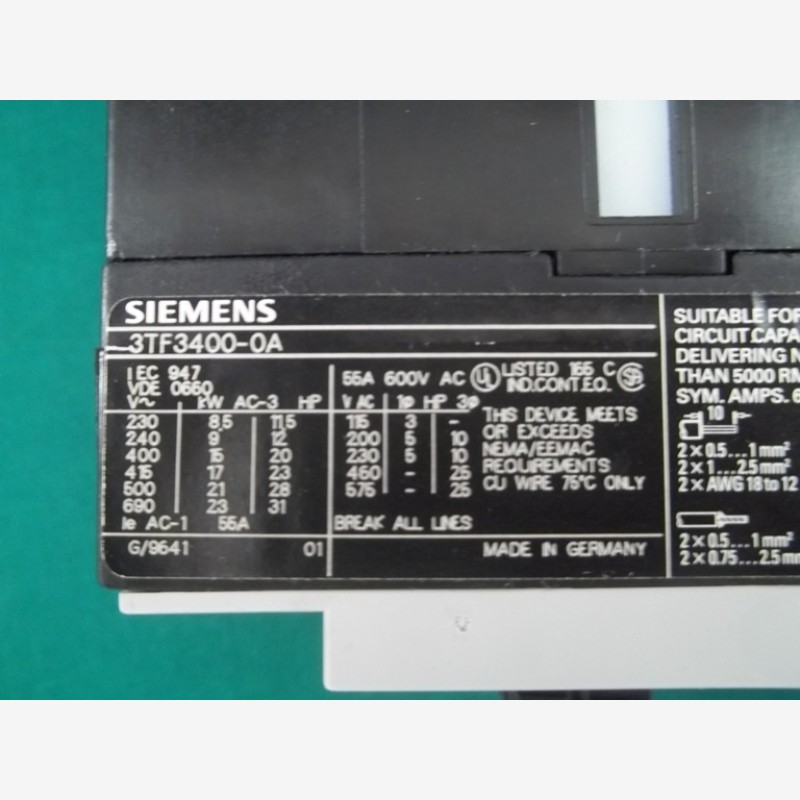 SIEMENS
3TF3400-0A
IEC 947
VDE 0660
V~ kW AC-3 HP
230 8,5 11,5
240 9 12
400 15 20
415 17 23
500 21 28
690 23 31
Ie AC-1 55A
G/9641 01
55A 600V AC UL LISTED 165 C
IND.CONT.EQ.
V AC 1ø HP 3ø
115 3 -
200 5 10
230 5 10
460 - 25
575 - 25
THIS DEVICE MEETS
OR EXCEEDS
NEMA/EEMAC
REQUIREMENTS
CU WIRE 75°C ONLY
BREAK ALL LINES
MADE IN GERMANY
SUITABLE FOR
CIRCUIT CAPA
DELIVERING N
THAN 5000 RM
SYM. AMPS. 6
10
2 x 0.5...1 mm²
2 x 1...2.5 mm²
2 x AWG 18 to 12
2 x 0.5...1 mm²
2 x 0.75...2.5 mm